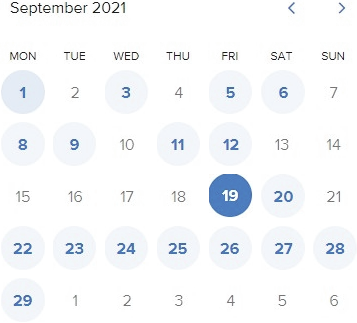 September 2021
MON TUE WED THU FRI SAT SUN
1 2 3 4 5 6 7
8 9 10 11 12 13 14
15 16 17 18 19 20 21
22 23 24 25 26 27 28
29 1 2 3 4 5 6